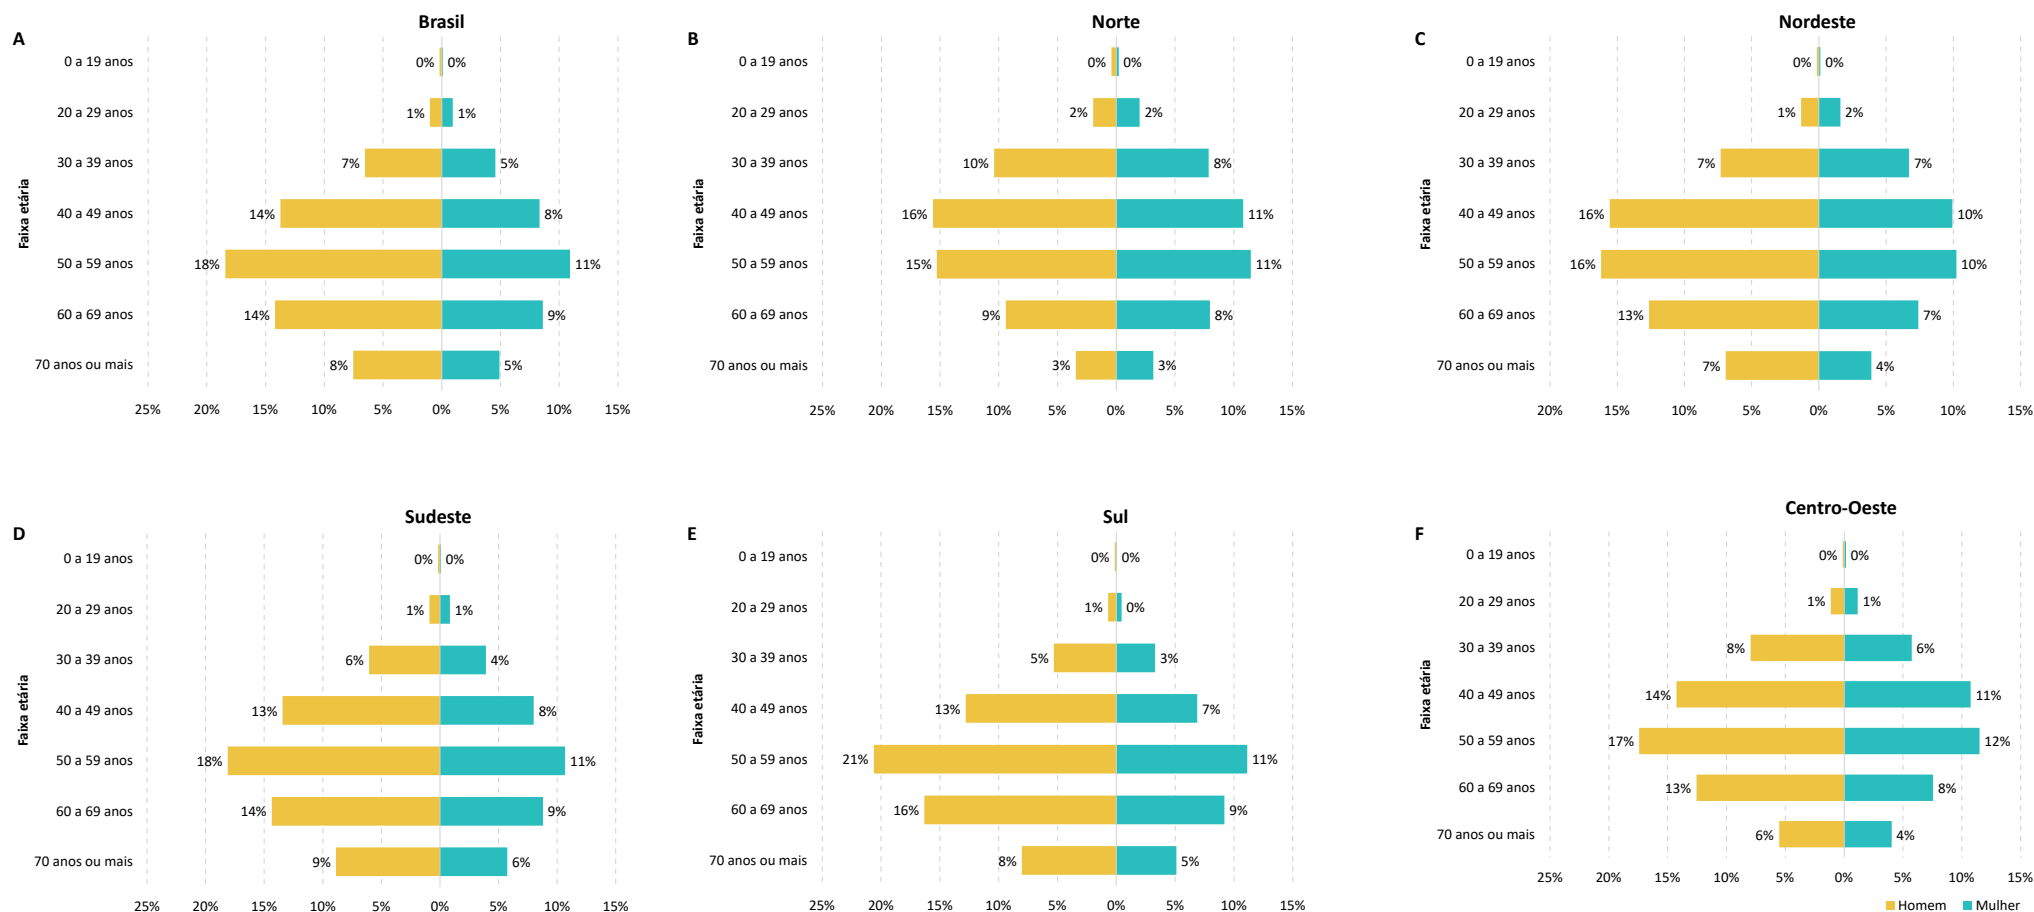 Brasil
A
Faixa etária
0 a 19 anos 0% 0%
20 a 29 anos 1% 1%
30 a 39 anos 7% 5%
40 a 49 anos 14% 8%
50 a 59 anos 18% 11%
60 a 69 anos 14% 9%
70 anos ou mais 8% 5%
25% 20% 15% 10% 5% 0% 5% 10% 15%
Norte
B
Faixa etária
0 a 19 anos 0% 0%
20 a 29 anos 2% 2%
30 a 39 anos 10% 8%
40 a 49 anos 16% 11%
50 a 59 anos 15% 11%
60 a 69 anos 9% 8%
70 anos ou mais 3% 3%
25% 20% 15% 10% 5% 0% 5% 10% 15%
Nordeste
C
Faixa etária
0 a 19 anos 0% 0%
20 a 29 anos 1% 2%
30 a 39 anos 7% 7%
40 a 49 anos 16% 10%
50 a 59 anos 16% 10%
60 a 69 anos 13% 7%
70 anos ou mais 7% 4%
20% 15% 10% 5% 0% 5% 10% 15%
Sudeste
D
Faixa etária
0 a 19 anos 0% 0%
20 a 29 anos 1% 1%
30 a 39 anos 6% 4%
40 a 49 anos 13% 8%
50 a 59 anos 18% 11%
60 a 69 anos 14% 9%
70 anos ou mais 9% 6%
25% 20% 15% 10% 5% 0% 5% 10% 15%
Sul
E
Faixa etária
0 a 19 anos 0% 0%
20 a 29 anos 1% 0%
30 a 39 anos 5% 3%
40 a 49 anos 13% 7%
50 a 59 anos 21% 11%
60 a 69 anos 16% 9%
70 anos ou mais 8% 5%
25% 20% 15% 10% 5% 0% 5% 10% 15%
Centro-Oeste
F
Faixa etária
0 a 19 anos 0% 0%
20 a 29 anos 1% 1%
30 a 39 anos 8% 6%
40 a 49 anos 14% 11%
50 a 59 anos 17% 12%
60 a 69 anos 13% 8%
70 anos ou mais 6% 4%
25% 20% 15% 10% 5% 0% 5% 10% 15%
Homem Mulher